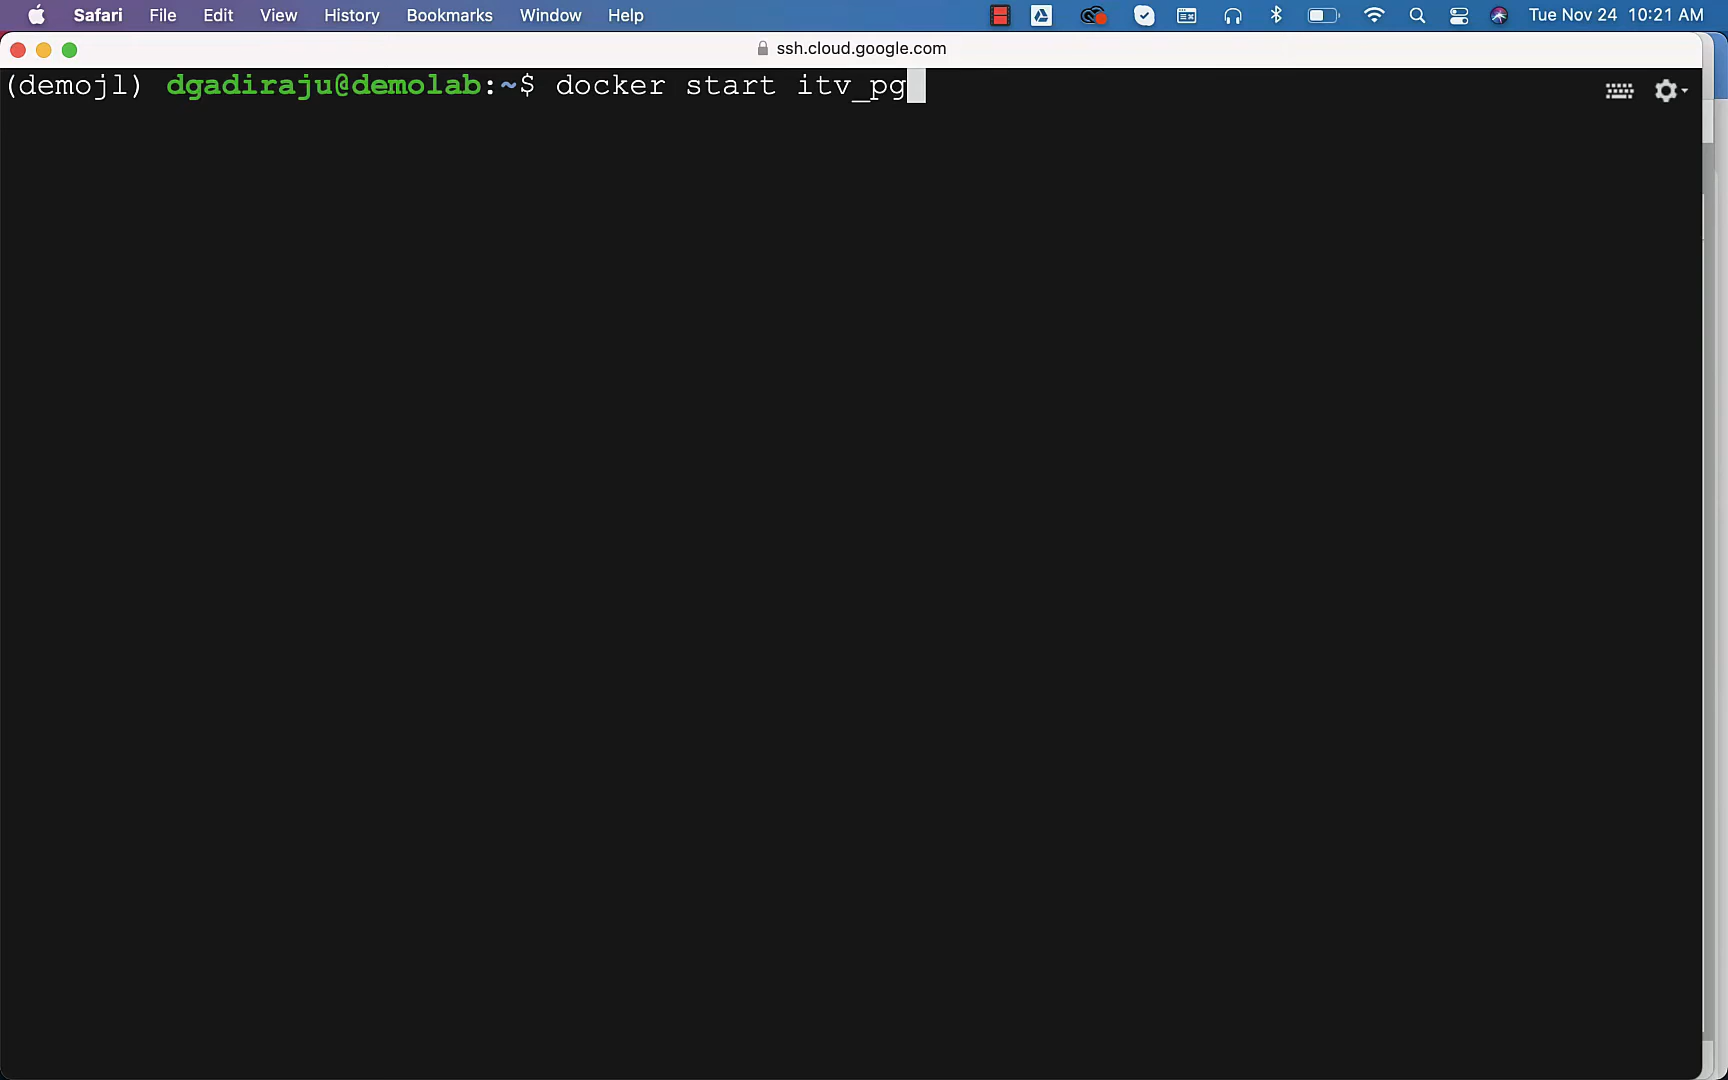 Safari File Edit View History Bookmarks Window Help Tue Nov 24 10:21 AM
ssh.cloud.google.com
(demojl) dgadiraju@demolab:~$ docker start itv_pg